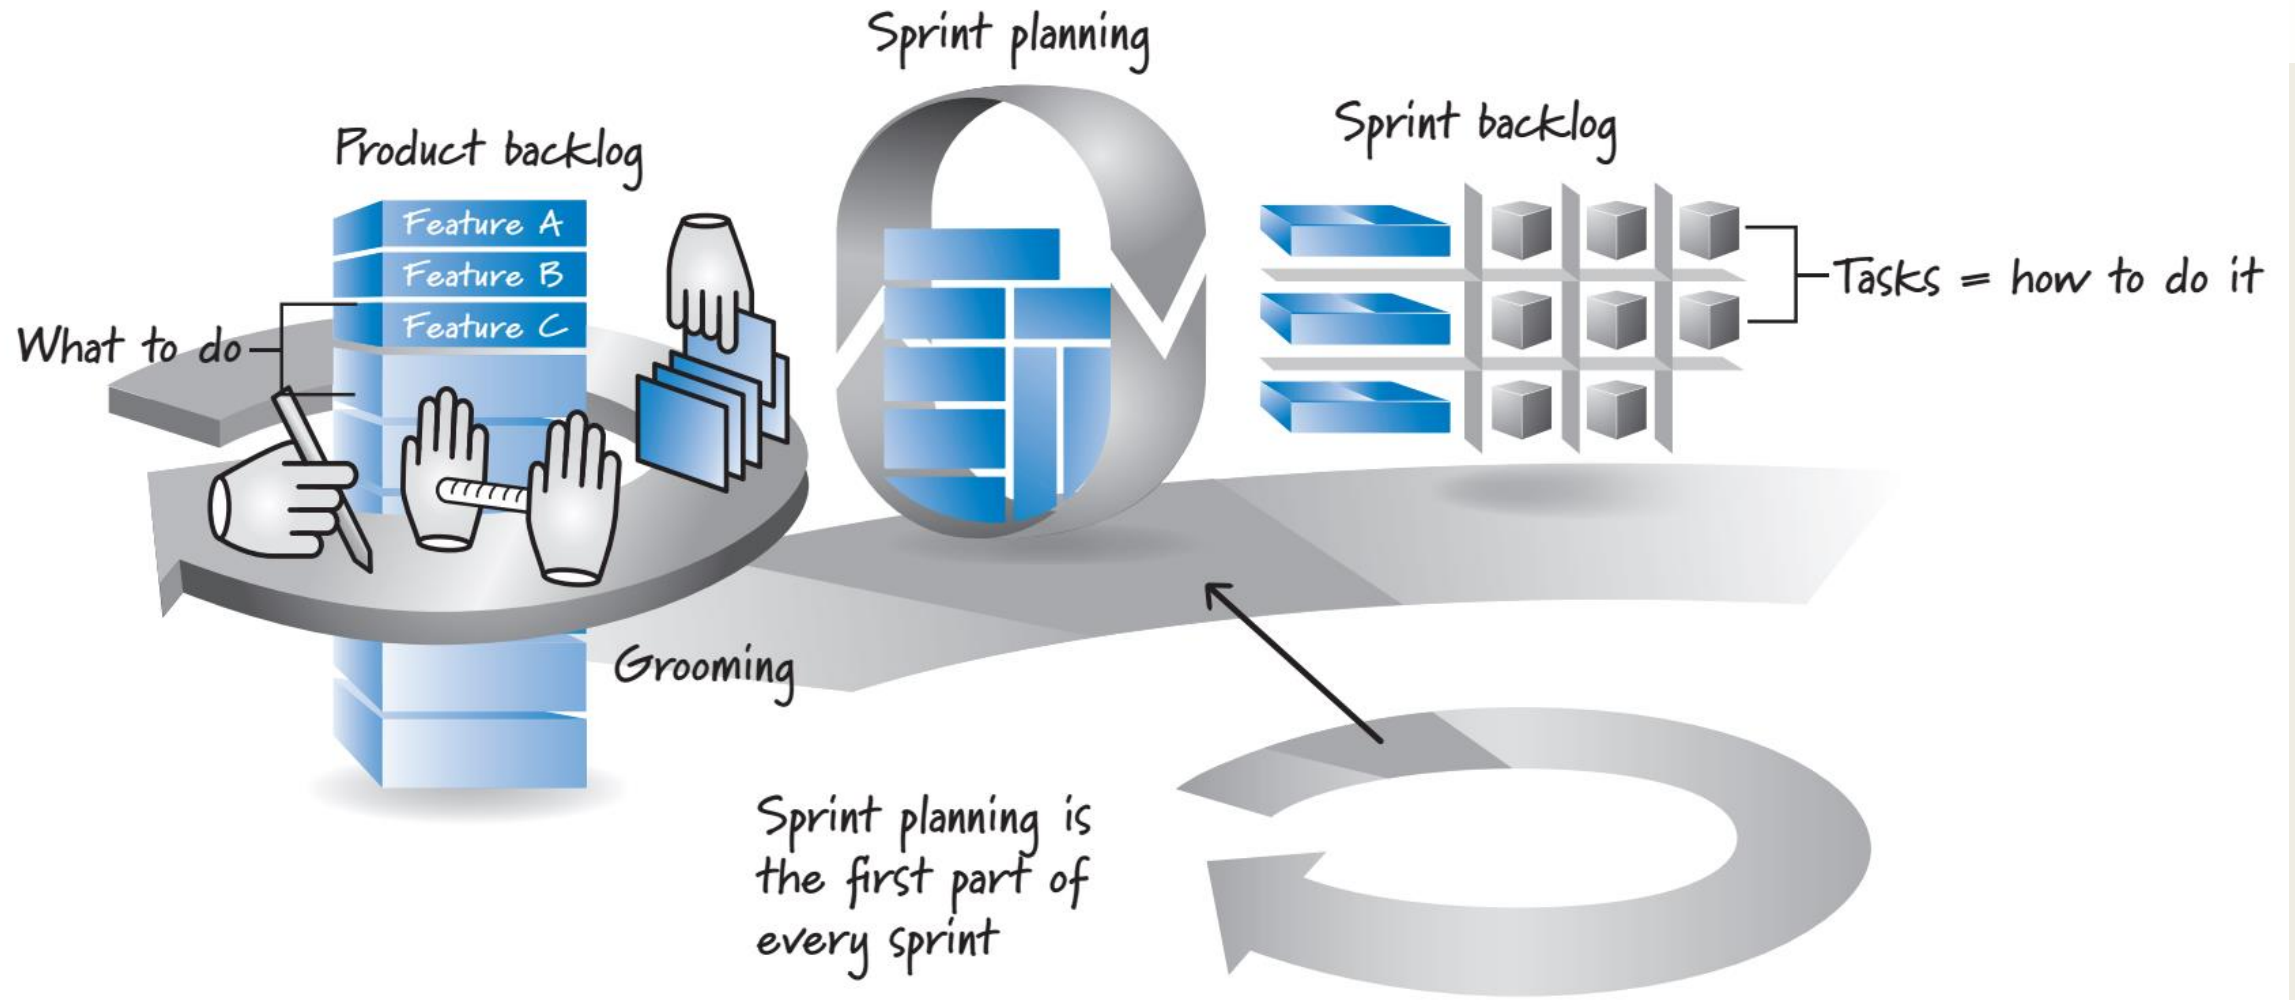 Sprint planning
Product backlog
Sprint backlog
Feature A
Feature B
Feature C
What to do
Tasks = how to do it
Grooming
Sprint planning is
the first part of
every sprint